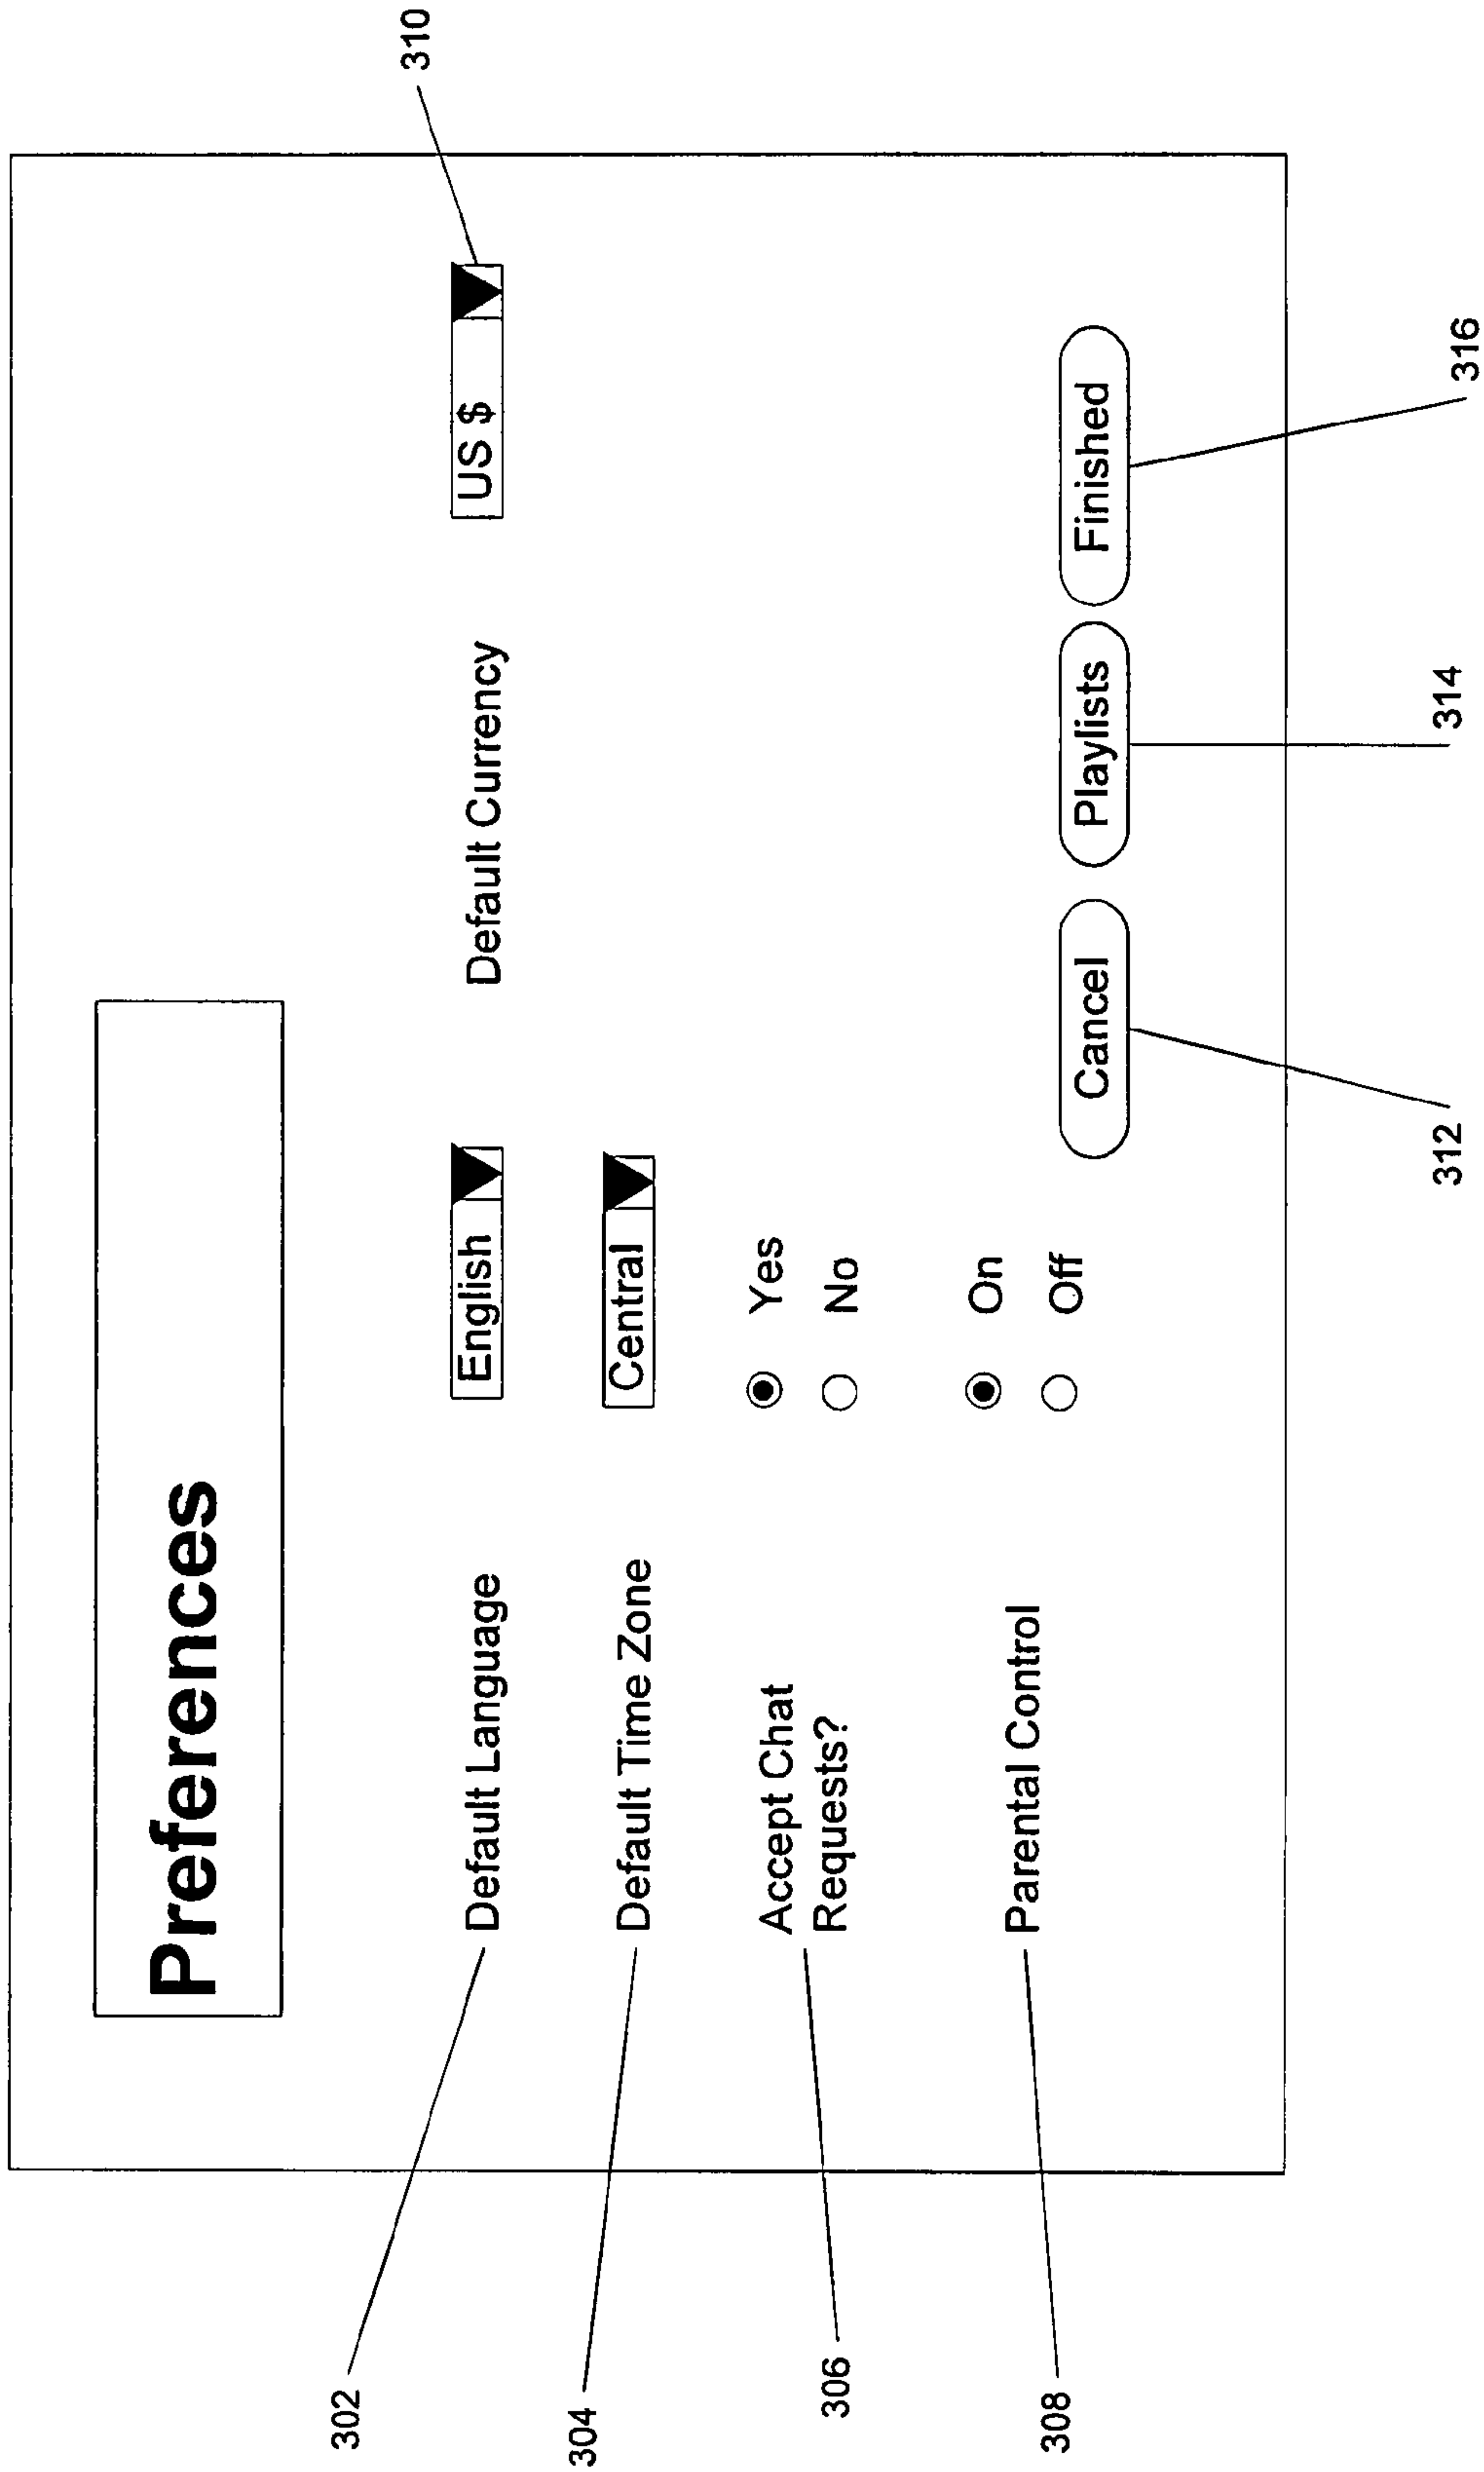 Preferences
310
302
Default Language
English
Default Currency
US $
304
Default Time Zone
Central
306
Accept Chat
Requests?
Yes
No
308
Parental Control
On
Off
Cancel
Playlists
Finished
312
314
316